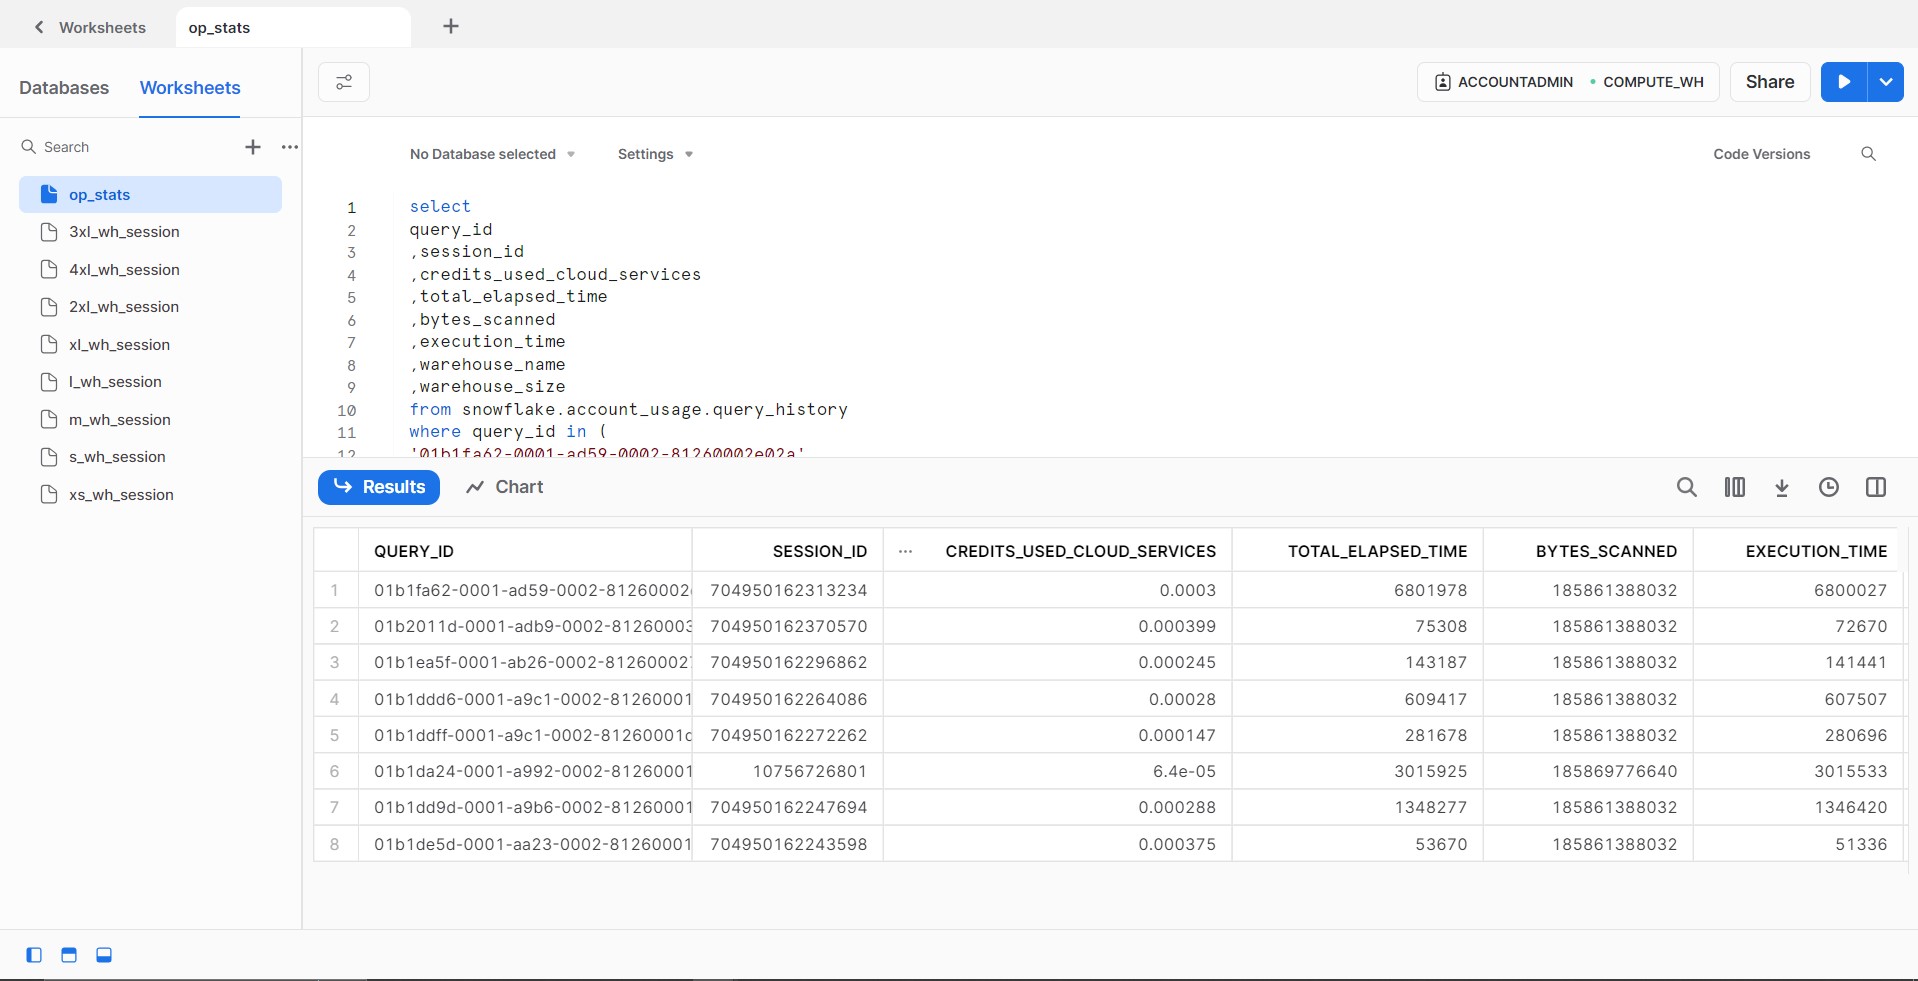 Worksheets
op_stats
Databases
Worksheets
ACCOUNTADMIN
COMPUTE_WH
Share
Search
No Database selected
Settings
Code Versions
op_stats
3xl_wh_session
4xl_wh_session
2xl_wh_session
xl_wh_session
l_wh_session
m_wh_session
s_wh_session
xs_wh_session
1 select
2 query_id
3 ,session_id
4 ,credits_used_cloud_services
5 ,total_elapsed_time
6 ,bytes_scanned
7 ,execution_time
8 ,warehouse_name
9 ,warehouse_size
10 from snowflake.account_usage.query_history
11 where query_id in (
12 '01b1fa62-0001-ad59-0002-81260002e02a'
Results
Chart
QUERY_ID SESSION_ID ... CREDITS_USED_CLOUD_SERVICES TOTAL_ELAPSED_TIME BYTES_SCANNED EXECUTION_TIME
1 01b1fa62-0001-ad59-0002-81260002 704950162313234 0.0003 6801978 185861388032 6800027
2 01b2011d-0001-adb9-0002-81260003 704950162370570 0.000399 75308 185861388032 72670
3 01b1ea5f-0001-ab26-0002-81260002 704950162296862 0.000245 143187 185861388032 141441
4 01b1ddd6-0001-a9c1-0002-81260001 704950162264086 0.00028 609417 185861388032 607507
5 01b1ddff-0001-a9c1-0002-81260001 704950162272262 0.000147 281678 185861388032 280696
6 01b1da24-0001-a992-0002-81260001 10756726801 6.4e-05 3015925 185869776640 3015533
7 01b1dd9d-0001-a9b6-0002-81260001 704950162247694 0.000288 1348277 185861388032 1346420
8 01b1de5d-0001-aa23-0002-81260001 704950162243598 0.000375 53670 185861388032 51336